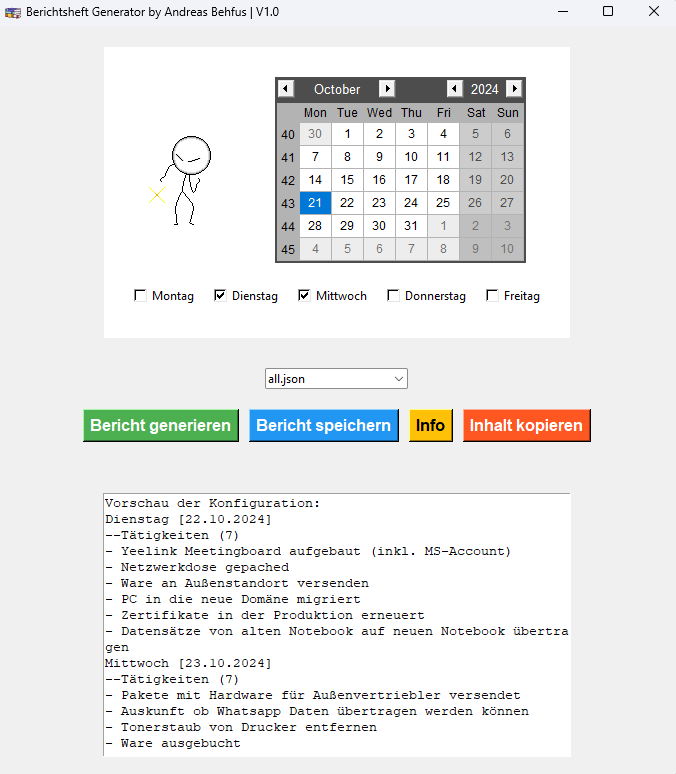 Berichtsheft Generator by Andreas Behfus | V1.0
October 2024
Mon Tue Wed Thu Fri Sat Sun
40 30 1 2 3 4 5 6
41 7 8 9 10 11 12 13
42 14 15 16 17 18 19 20
43 21 22 23 24 25 26 27
44 28 29 30 31 1 2 3
45 4 5 6 7 8 9 10
Montag Dienstag Mittwoch Donnerstag Freitag
all.json
Bericht generieren Bericht speichern Info Inhalt kopieren
Vorschau der Konfiguration:
Dienstag [22.10.2024]
--Tätigkeiten (7)
- Yeelink Meetingboard aufgebaut (inkl. MS-Account)
- Netzwerkdose gepached
- Ware an Außenstandort versenden
- PC in die neue Domäne migriert
- Zertifikate in der Produktion erneuert
- Datensätze von alten Notebook auf neuen Notebook übertra
gen
Mittwoch [23.10.2024]
--Tätigkeiten (7)
- Pakete mit Hardware für Außenvertriebler versendet
- Auskunft ob Whatsapp Daten übertragen werden können
- Tonerstaub von Drucker entfernen
- Ware ausgebucht